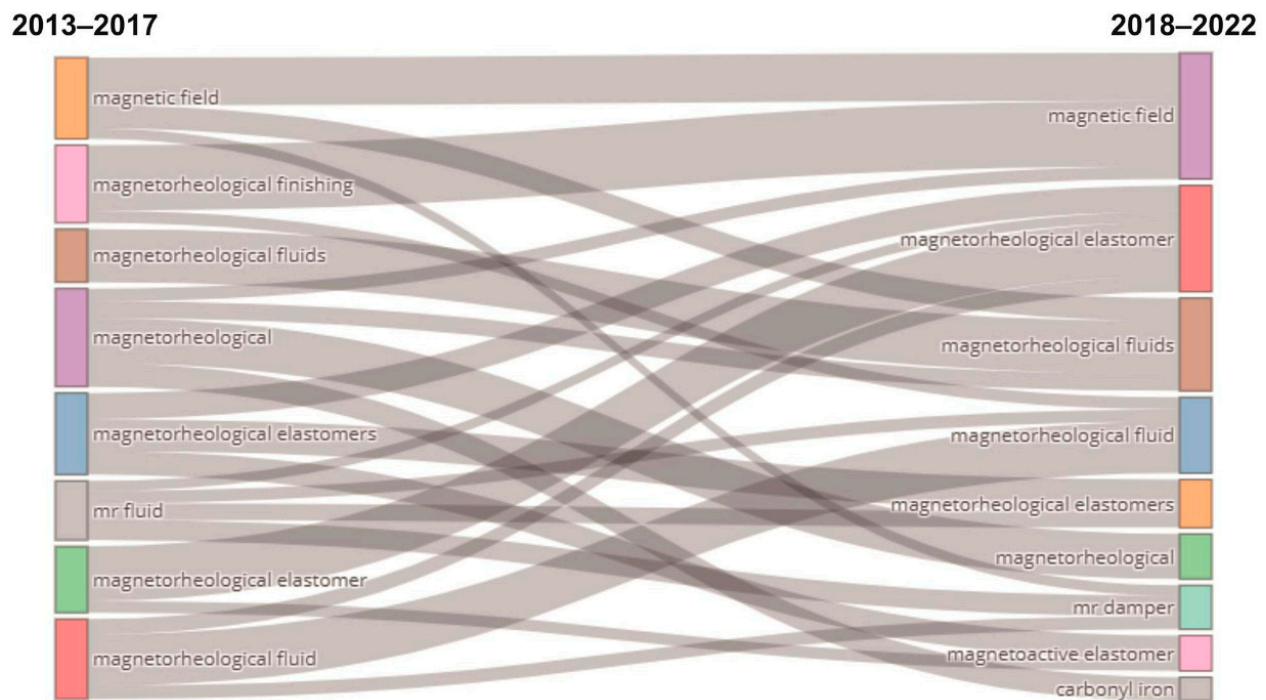 2013–2017
2018–2022
magnetic field
magnetorheological finishing
magnetorheological fluids
magnetorheological
magnetorheological elastomers
mr fluid
magnetorheological elastomer
magnetorheological fluid
magnetic field
magnetorheological elastomer
magnetorheological fluids
magnetorheological fluid
magnetorheological elastomers
magnetorheological
mr damper
magnetoactive elastomer
carbonyl iron